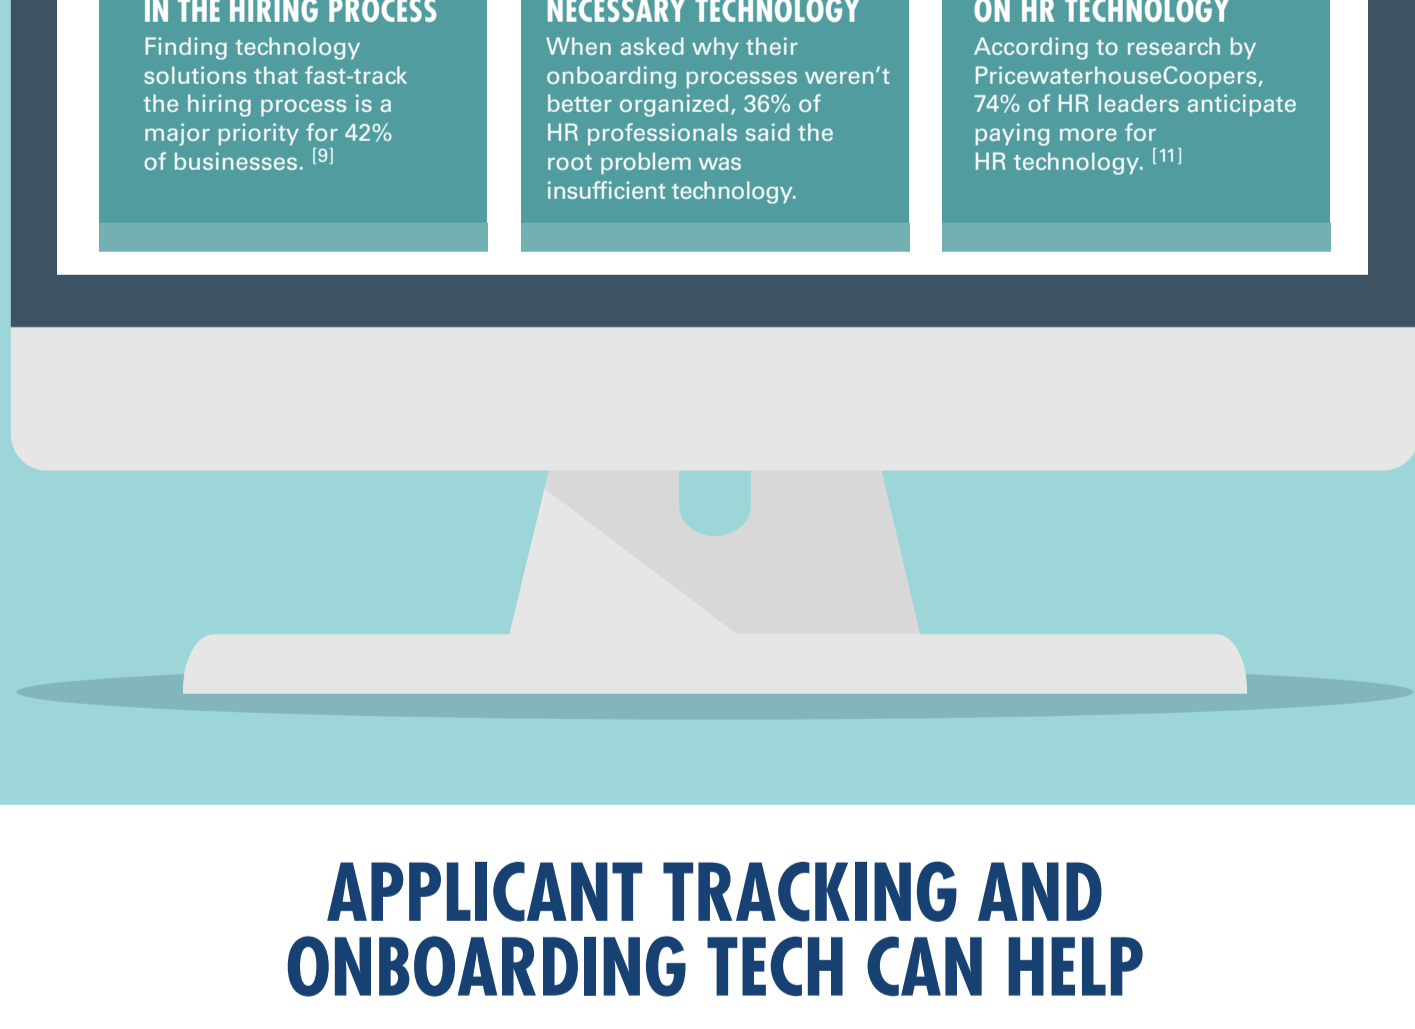 IN THE HIRING PROCESS
Finding technology
solutions that fast-track
the hiring process is a
major priority for 42%
of businesses. [9]
NECESSARY TECHNOLOGY
When asked why their
onboarding processes weren’t
better organized, 36% of
HR professionals said the
root problem was
insufficient technology.
ON HR TECHNOLOGY
According to research by
PricewaterhouseCoopers,
74% of HR leaders anticipate
paying more for
HR technology. [11]
APPLICANT TRACKING AND
ONBOARDING TECH CAN HELP